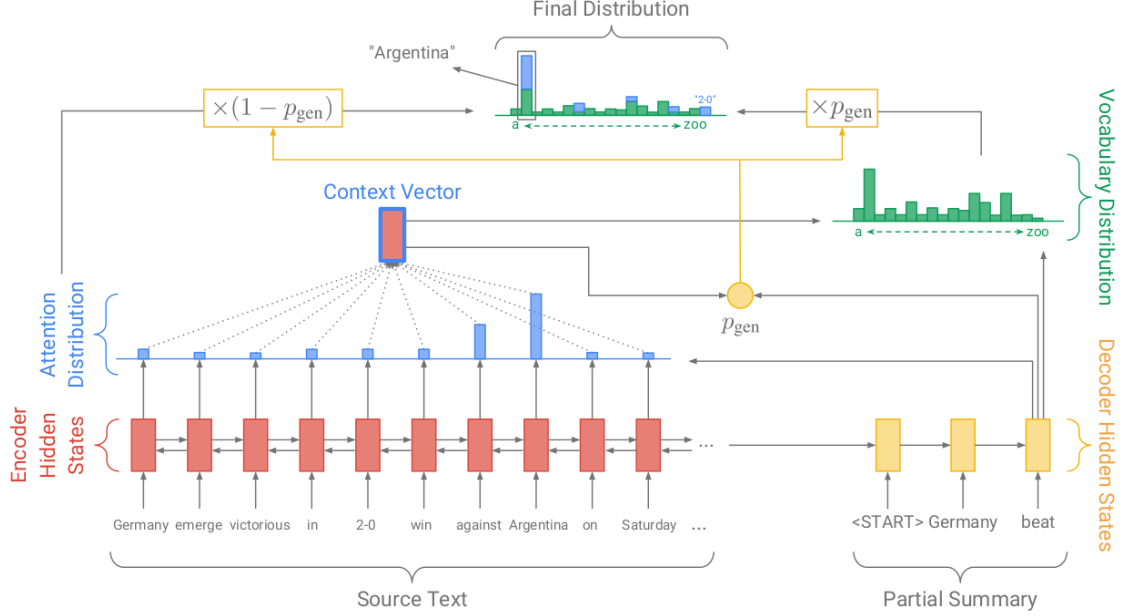 Final Distribution
"Argentina"
×(1 − p_gen)
"2-0"
×p_gen
a
zoo
Context Vector
a
zoo
Vocabulary Distribution
Attention
Distribution
p_gen
Encoder
Hidden
States
...
Decoder Hidden States
Germany emerge victorious in 2-0 win against Argentina on Saturday ...
<START> Germany beat
Source Text
Partial Summary